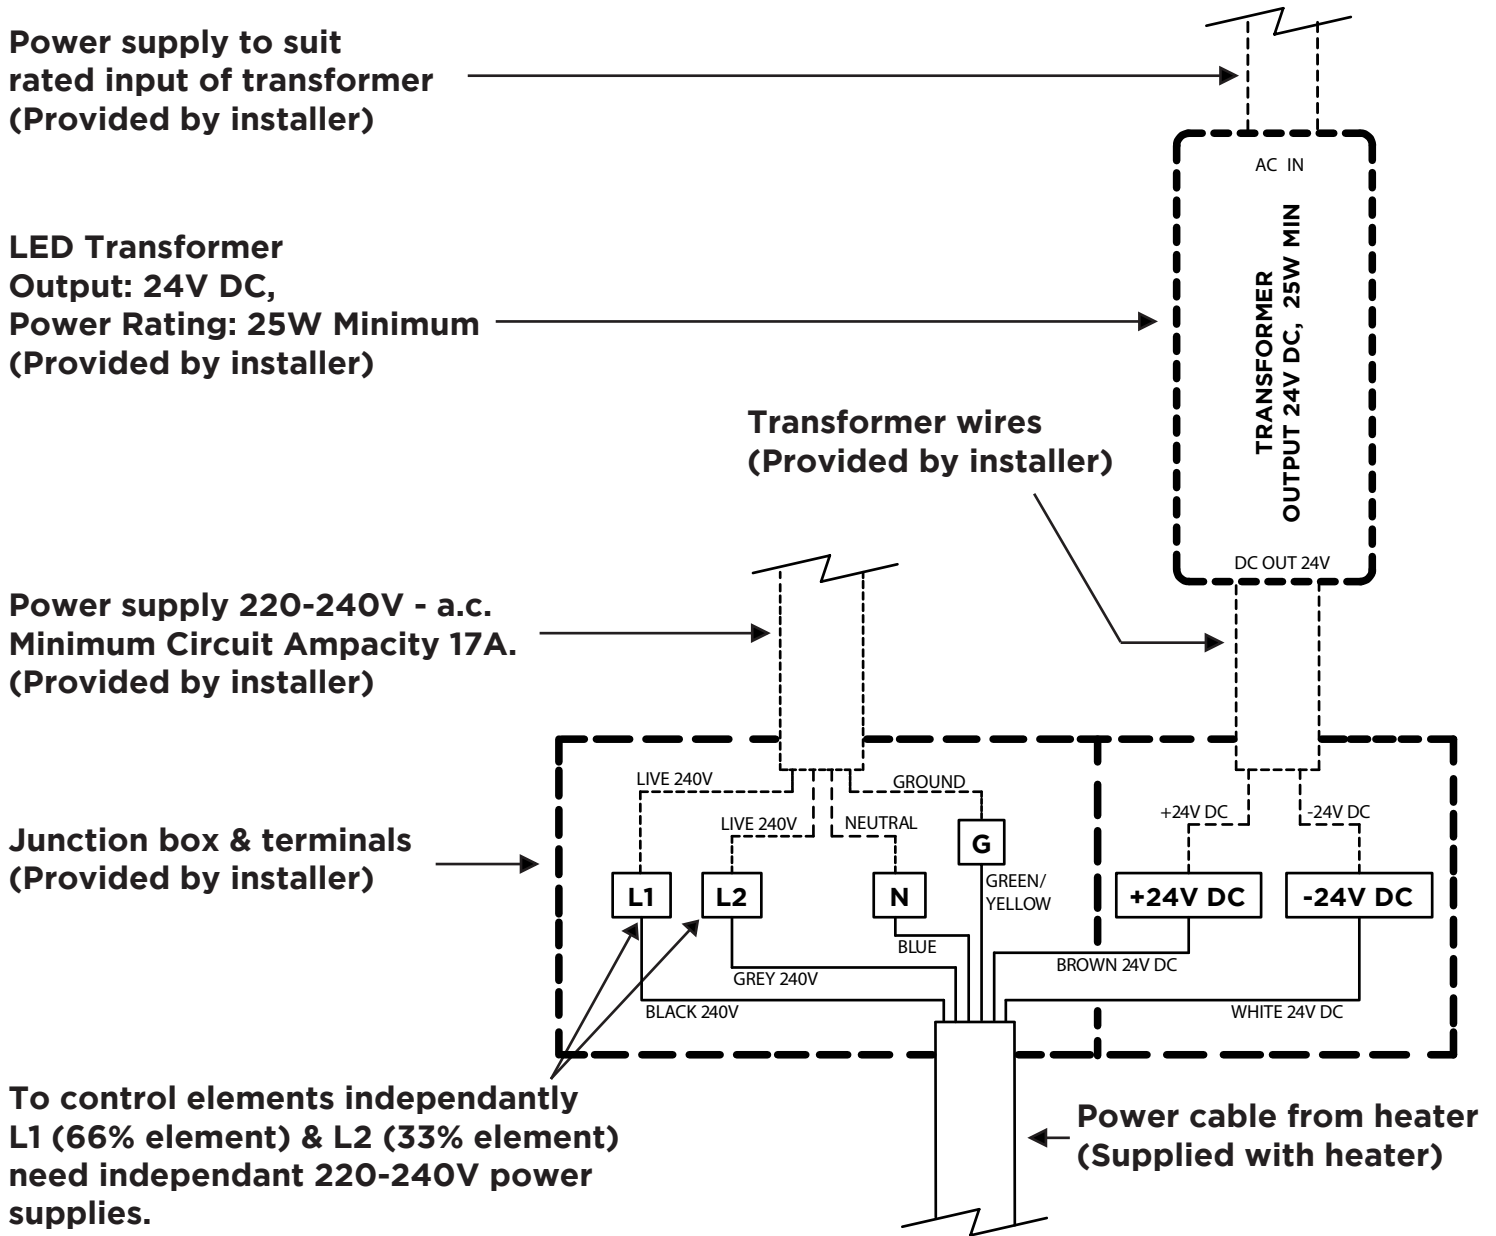 Power supply to suit
rated input of transformer
(Provided by installer)
AC IN
TRANSFORMER
OUTPUT 24V DC, 25W MIN
DC OUT 24V
LED Transformer
Output: 24V DC,
Power Rating: 25W Minimum
(Provided by installer)
Transformer wires
(Provided by installer)
Power supply 220-240V - a.c.
Minimum Circuit Ampacity 17A.
(Provided by installer)
Junction box & terminals
(Provided by installer)
LIVE 240V
GROUND
LIVE 240V
NEUTRAL
+24V DC
-24V DC
G
L1
L2
N
GREEN/
YELLOW
+24V DC
-24V DC
BLUE
BROWN 24V DC
GREY 240V
BLACK 240V
WHITE 24V DC
To control elements independantly
L1 (66% element) & L2 (33% element)
need independant 220-240V power
supplies.
Power cable from heater
(Supplied with heater)